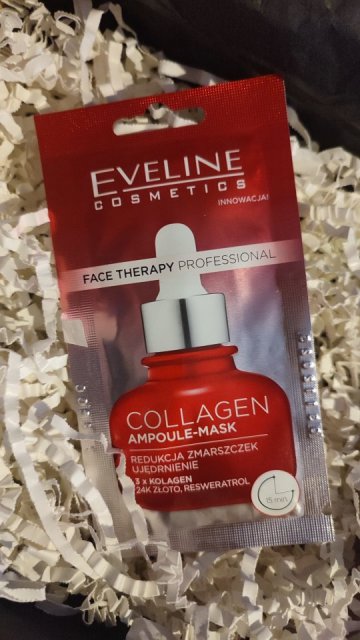 EVELINE
COSMETICS
INNOWACJA!
FACE THERAPY PROFESSIONAL
COLLAGEN
AMPOULE-MASK
REDUKCJA ZMARSZCZEK
UJĘDRNIENIE
3 x KOLAGEN
24K ZŁOTO, RESWERATROL
15 min